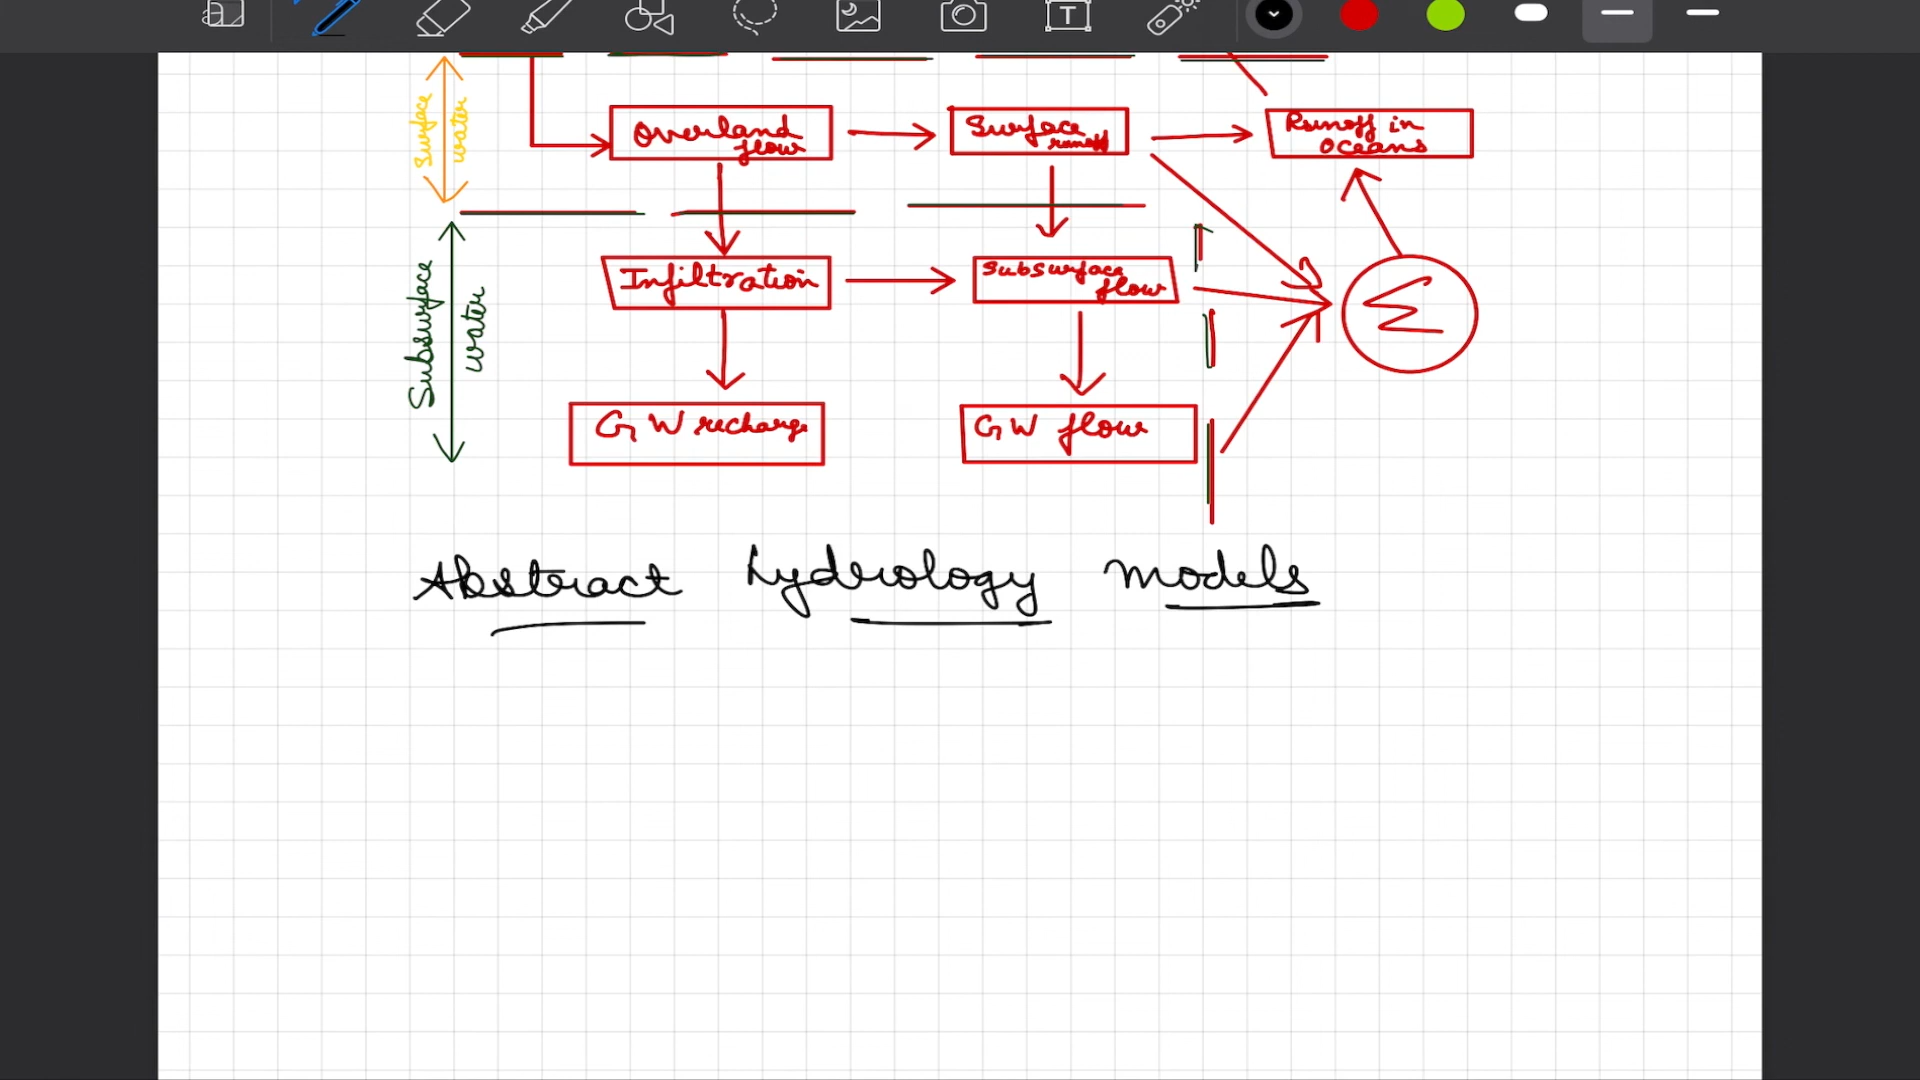 Surface
water
Overland
flow
Surface
runoff
Runoff in
oceans
Subsurface
water
Infiltration
Subsurface
flow
Σ
GW recharge
GW flow
Abstract hydrology models